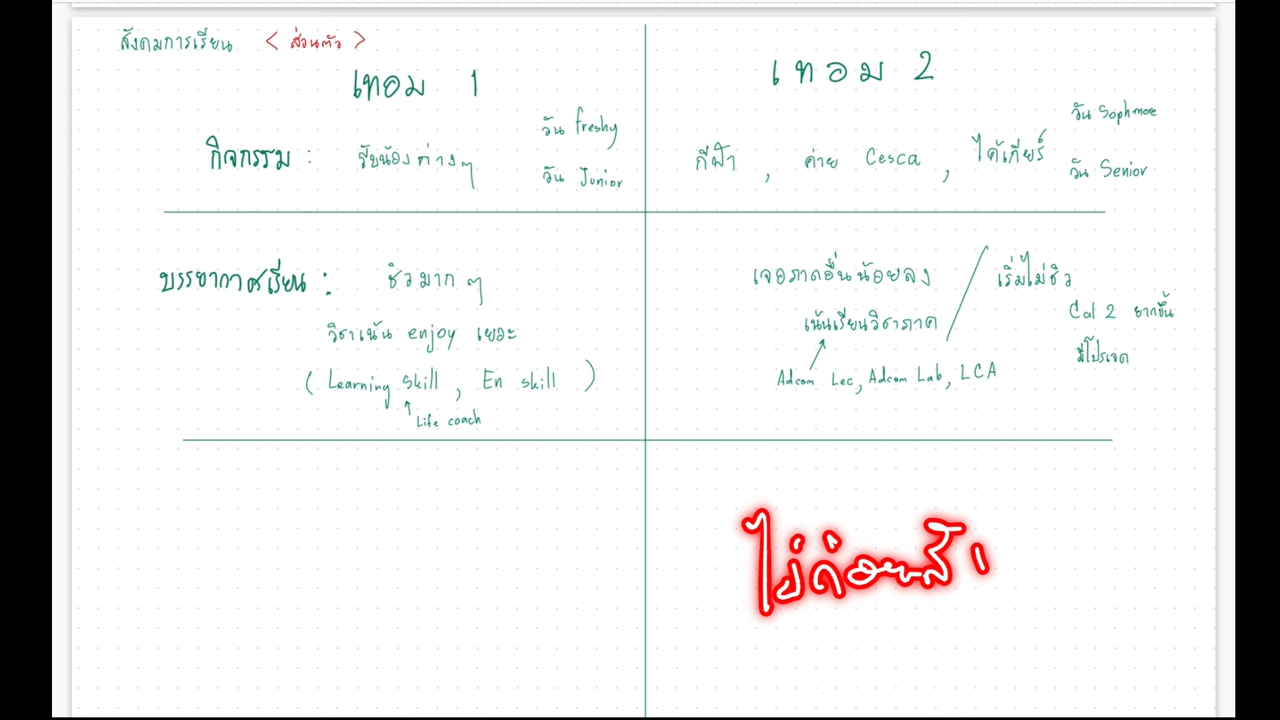 สังคมการเรียน < ส่วนตัว >
เทอม 1
กิจกรรม : รับน้องต่างๆ
วัน freshy
วัน Junior
บรรยากาศเรียน : ชิวมาก ๆ
วิชาเน้น enjoy เยอะ
( Learning skill , En skill )
↑ Life coach
เทอม 2
กีฬา , ค่าย Cesca , ได้เกียร์
วัน Sophmore
วัน Senior
เจอภาคอื่นน้อยลง
เน้นเรียนวิชาภาค
Adcom Lec, Adcom Lab, LCA
เริ่มไม่ชิว
Cal 2 ยากขึ้น
มีโปรเจค
ไม่ค่อย